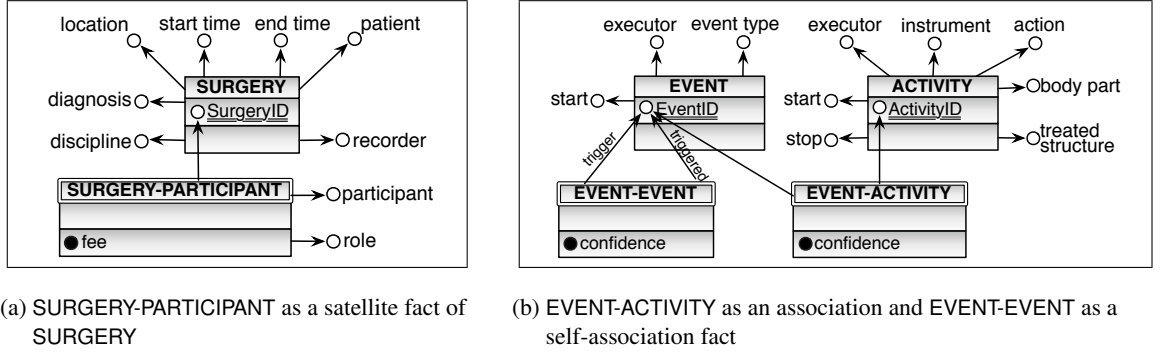 location
start time
end time
patient
SURGERY
diagnosis
SurgeryID
discipline
recorder
SURGERY-PARTICIPANT
participant
fee
role
(a) SURGERY-PARTICIPANT as a satellite fact of
SURGERY
executor
event type
executor
instrument
action
EVENT
ACTIVITY
body part
start
EventID
start
ActivityID
stop
treated
structure
trigger
triggered
EVENT-EVENT
EVENT-ACTIVITY
confidence
confidence
(b) EVENT-ACTIVITY as an association and EVENT-EVENT as a
self-association fact